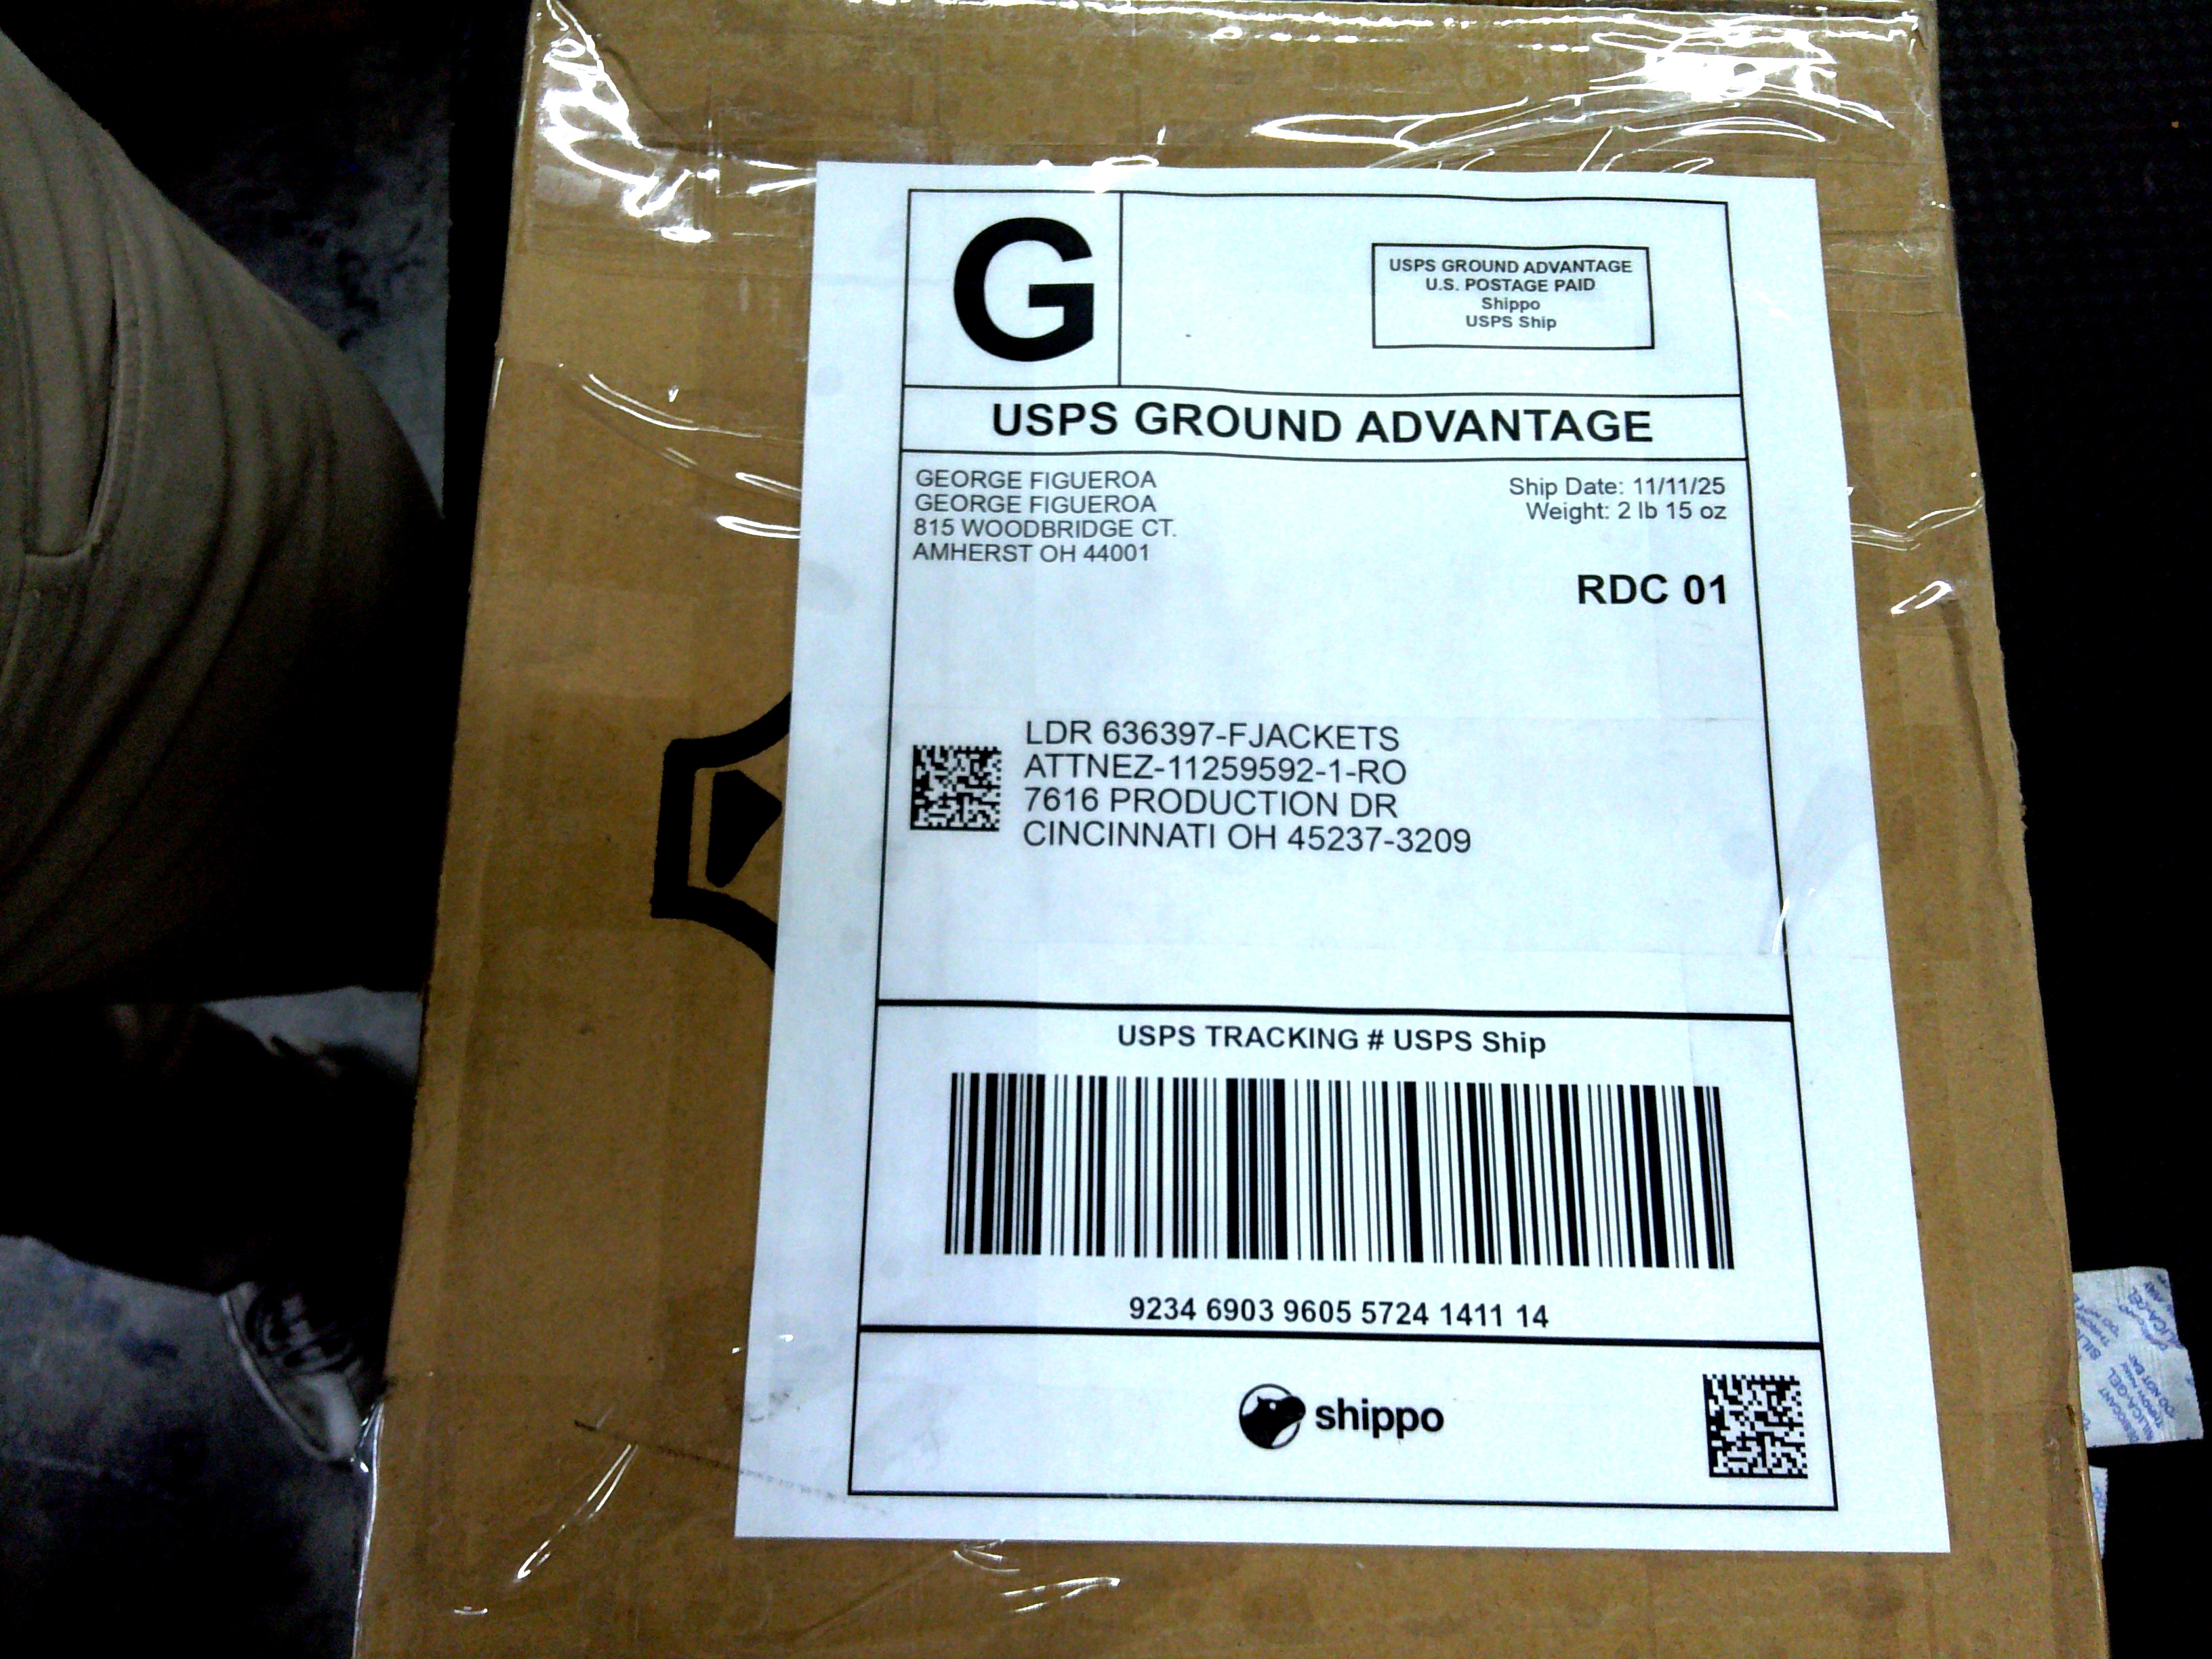 G
USPS GROUND ADVANTAGE
U.S. POSTAGE PAID
Shippo
USPS Ship
USPS GROUND ADVANTAGE
GEORGE FIGUEROA
GEORGE FIGUEROA
815 WOODBRIDGE CT.
AMHERST OH 44001
Ship Date: 11/11/25
Weight: 2 lb 15 oz
RDC 01
LDR 636397-FJACKETS
ATTNEZ-11259592-1-RO
7616 PRODUCTION DR
CINCINNATI OH 45237-3209
USPS TRACKING # USPS Ship
9234 6903 9605 5724 1411 14
shippo